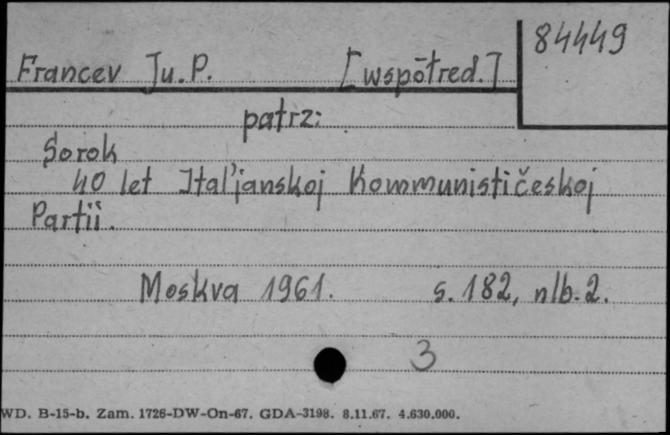 84449
Francev Ju. P. [współred.]
patrz:
Sorok
40 let Ital'janskoj Kommunističeskoj
Partii.
Moskva 1961. s. 182, nlb. 2.
3
WD. B-15-b. Zam. 1726-DW-On-67. GDA-3198. 8.11.67. 4.630.000.